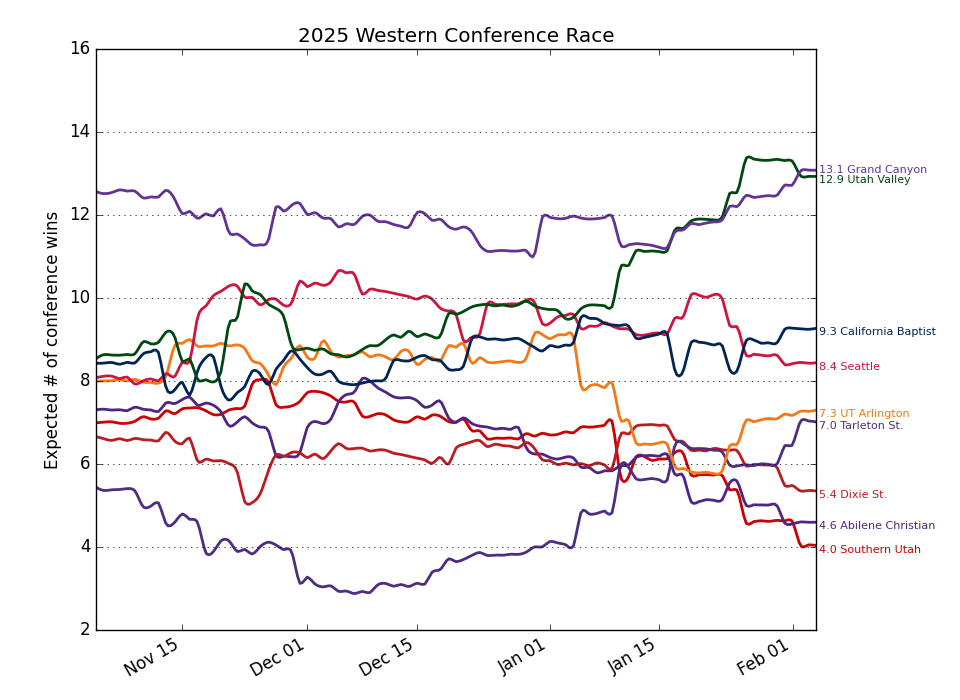 2025 Western Conference Race
Expected # of conference wins
16
14
12
10
8
6
4
2
13.1 Grand Canyon
12.9 Utah Valley
9.3 California Baptist
8.4 Seattle
7.3 UT Arlington
7.0 Tarleton St.
5.4 Dixie St.
4.6 Abilene Christian
4.0 Southern Utah
Nov 15
Dec 01
Dec 15
Jan 01
Jan 15
Feb 01